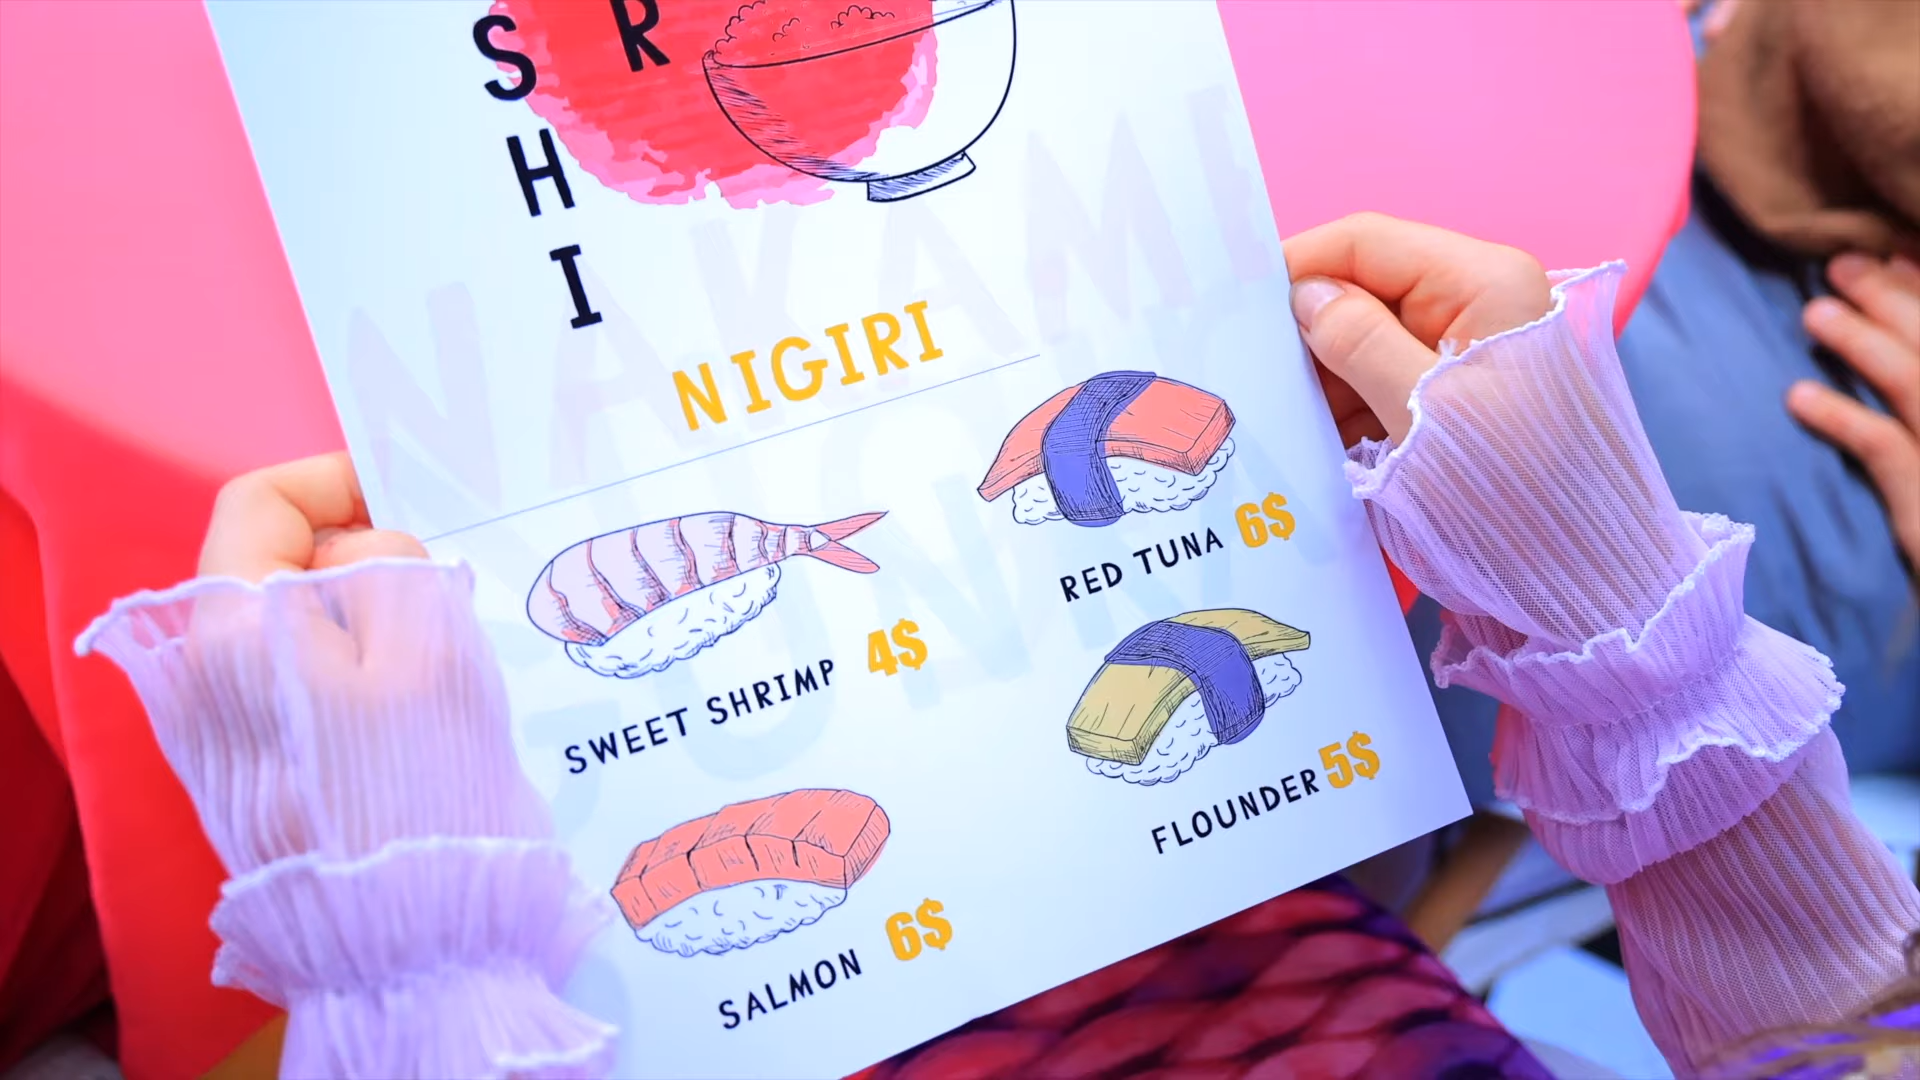 S
H
I
R
NIGIRI
RED TUNA 6$
SWEET SHRIMP 4$
FLOUNDER 5$
SALMON 6$